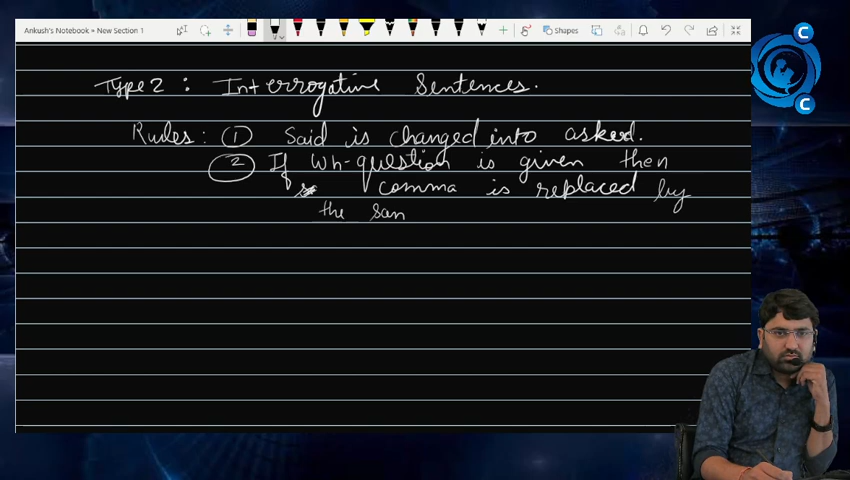 Ankush's Notebook » New Section 1
Shapes
Type 2 : Interrogative Sentences.
Rules : ① Said is changed into asked.
② If Wh-question is given then
comma is replaced by
the san
C
C